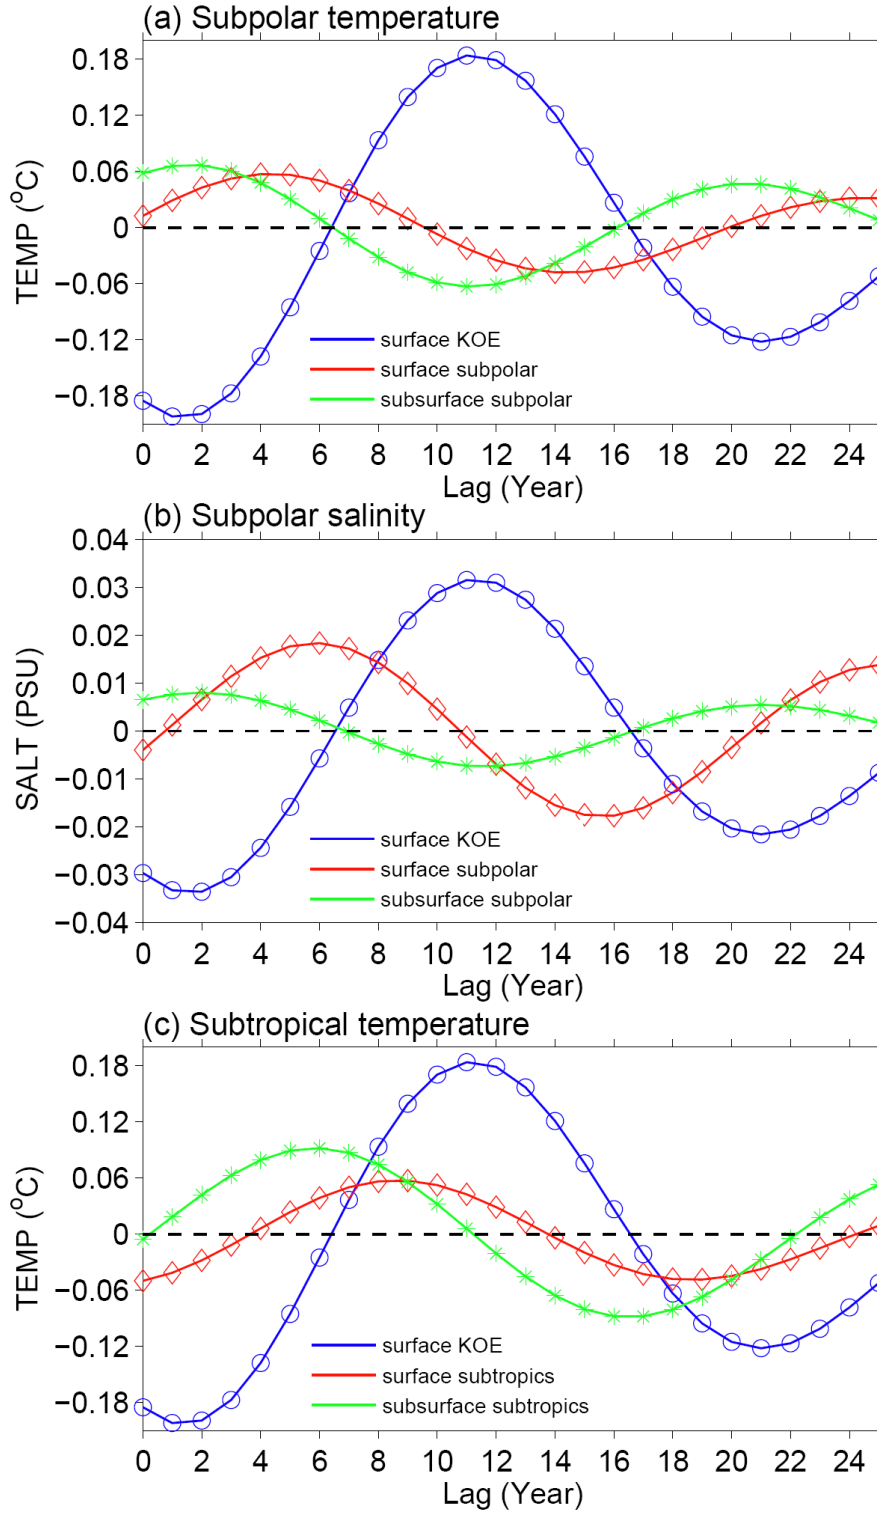 (a) Subpolar temperature
0.18
0.12
0.06
0
−0.06
−0.12
−0.18
TEMP (°C)
surface KOE
surface subpolar
subsurface subpolar
0 2 4 6 8 10 12 14 16 18 20 22 24
Lag (Year)
(b) Subpolar salinity
0.04
0.03
0.02
0.01
0
−0.01
−0.02
−0.03
−0.04
SALT (PSU)
surface KOE
surface subpolar
subsurface subpolar
0 2 4 6 8 10 12 14 16 18 20 22 24
Lag (Year)
(c) Subtropical temperature
0.18
0.12
0.06
0
−0.06
−0.12
−0.18
TEMP (°C)
surface KOE
surface subtropics
subsurface subtropics
0 2 4 6 8 10 12 14 16 18 20 22 24
Lag (Year)